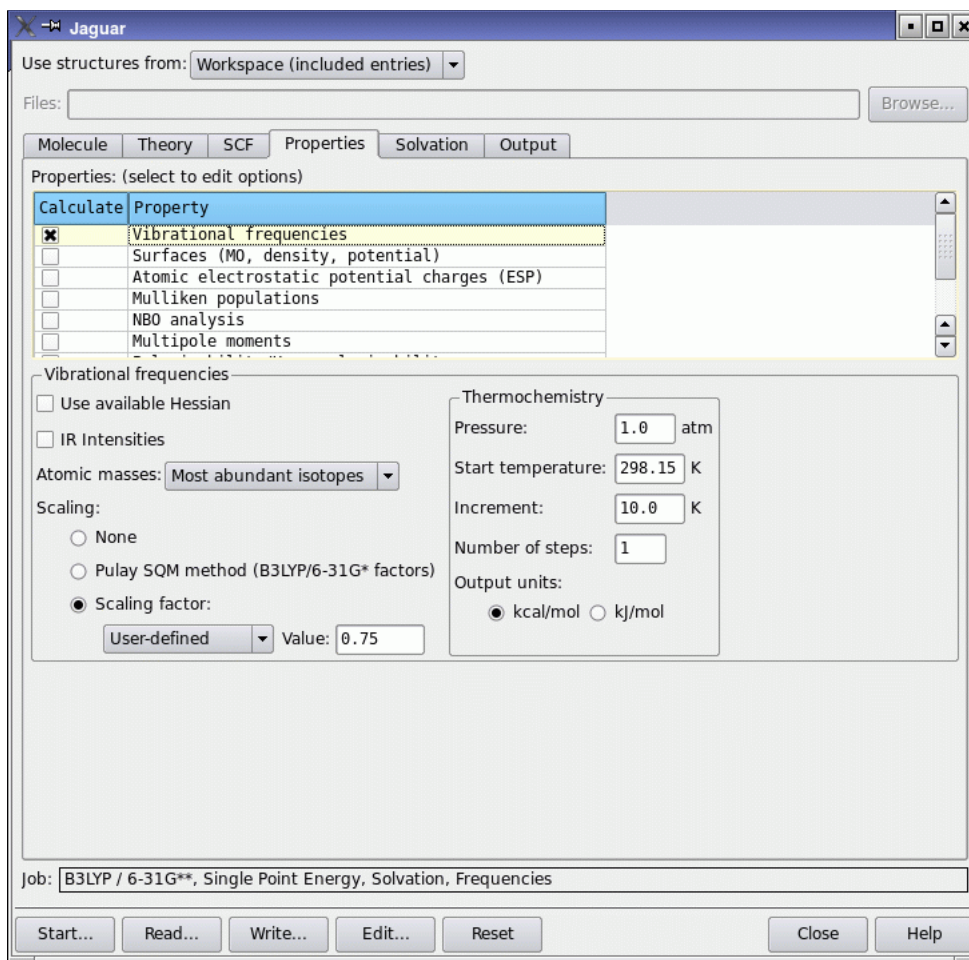 Jaguar
Use structures from: Workspace (included entries)
Files: Browse...
Molecule Theory SCF Properties Solvation Output
Properties: (select to edit options)
Calculate Property
Vibrational frequencies
Surfaces (MO, density, potential)
Atomic electrostatic potential charges (ESP)
Mulliken populations
NBO analysis
Multipole moments
Vibrational frequencies
Use available Hessian
IR Intensities
Atomic masses: Most abundant isotopes
Scaling:
None
Pulay SQM method (B3LYP/6-31G* factors)
Scaling factor:
User-defined Value: 0.75
Thermochemistry
Pressure: 1.0 atm
Start temperature: 298.15 K
Increment: 10.0 K
Number of steps: 1
Output units:
kcal/mol kJ/mol
Job: B3LYP / 6-31G**, Single Point Energy, Solvation, Frequencies
Start... Read... Write... Edit... Reset Close Help